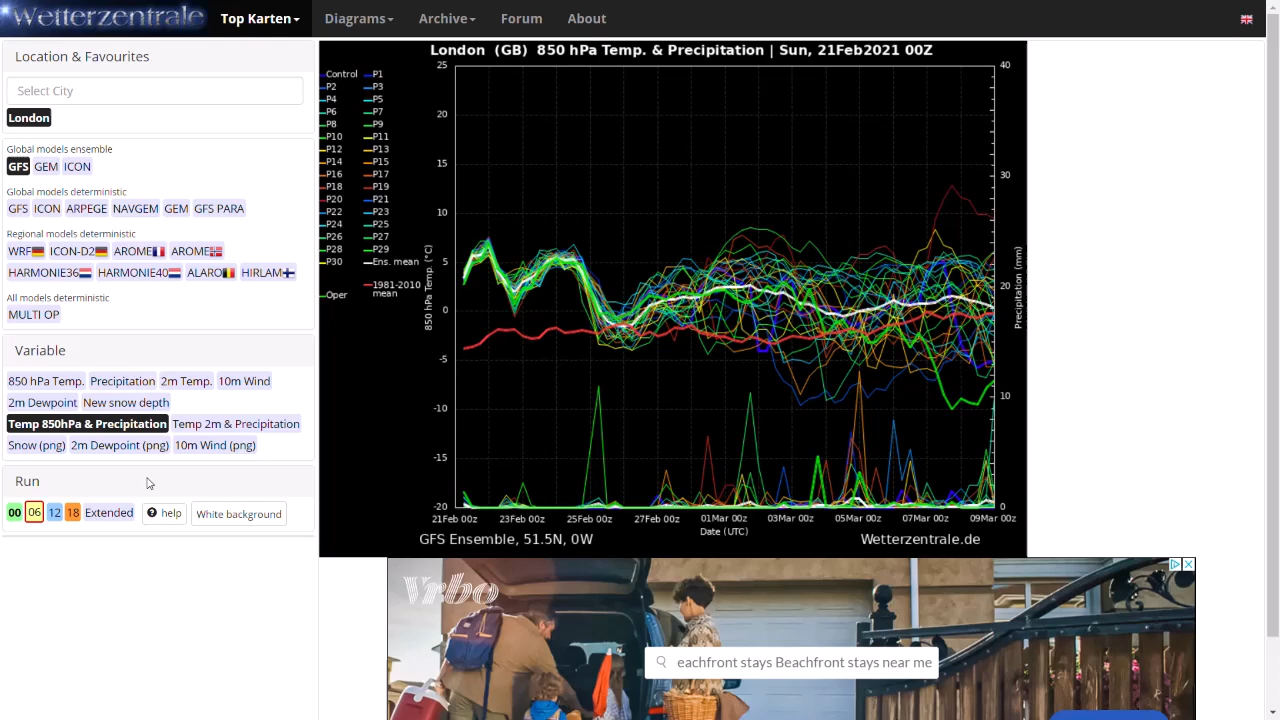 Wetterzentrale Top Karten Diagrams Archive Forum About
Location & Favourites
Select City
London
Global models ensemble
GFS GEM ICON
Global models deterministic
GFS ICON ARPEGE NAVGEM GEM GFS PARA
Regional models deterministic
WRF ICON-D2 AROME AROME
HARMONIE36 HARMONIE40 ALARO HIRLAM
All models deterministic
MULTI OP
Variable
850 hPa Temp. Precipitation 2m Temp. 10m Wind
2m Dewpoint New snow depth
Temp 850hPa & Precipitation Temp 2m & Precipitation
Snow (png) 2m Dewpoint (png) 10m Wind (png)
Run
00 06 12 18 Extended help White background
London (GB) 850 hPa Temp. & Precipitation | Sun, 21Feb2021 00Z
Control P1
P2 P3
P4 P5
P6 P7
P8 P9
P10 P11
P12 P13
P14 P15
P16 P17
P18 P19
P20 P21
P22 P23
P24 P25
P26 P27
P28 P29
P30 Ens. mean
Oper 1981-2010
mean
850 hPa Temp. (°C)
25
20
15
10
5
0
-5
-10
-15
-20
40
30
20
10
0
Precipitation (mm)
21Feb 00z 23Feb 00z 25Feb 00z 27Feb 00z 01Mar 00z 03Mar 00z 05Mar 00z 07Mar 00z 09Mar 00z
Date (UTC)
GFS Ensemble, 51.5N, 0W Wetterzentrale.de
Vrbo
eachfront stays Beachfront stays near me